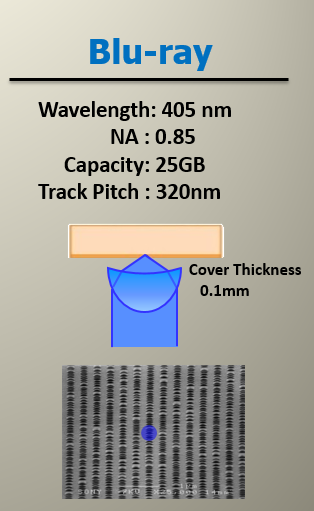 Blu-ray
Wavelength: 405 nm
NA : 0.85
Capacity: 25GB
Track Pitch : 320nm
Cover Thickness
0.1mm